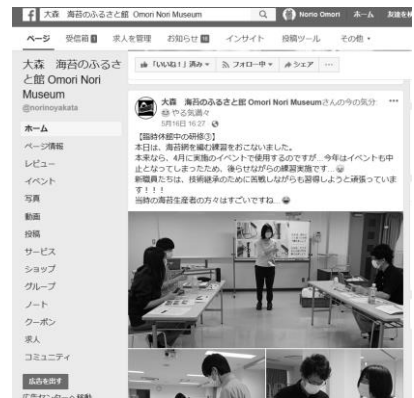 大森 海苔のふるさと館 Omori Nori Museum
Norio Omori ホーム 友達を検
ページ 受信箱 求人を管理 お知らせ インサイト 投稿ツール その他
大森 海苔のふるさと館 Omori Nori Museum
@norinoyakata
ホーム
ページ情報
レビュー
イベント
写真
動画
投稿
サービス
ショップ
グループ
ノート
クーポン
求人
コミュニティ
広告を出す
広告センターへ移動
「いいね！」済み フォロー中 シェア ...
大森 海苔のふるさと館 Omori Nori Museumさんの今の気分:
やる気満々
5月16日 16:27
【臨時休館中の研修③】
本日は、海苔網を編む練習をおこないました。
本来なら、4月に実施のイベントで使用するのですが...今年はイベントも中
止となってしまったため、後らせながらの練習実施です...
新職員たちは、技術継承のために苦戦しながらも習得しようと頑張っていま
す！！！
当時の海苔生産者の方々はすごいですね...